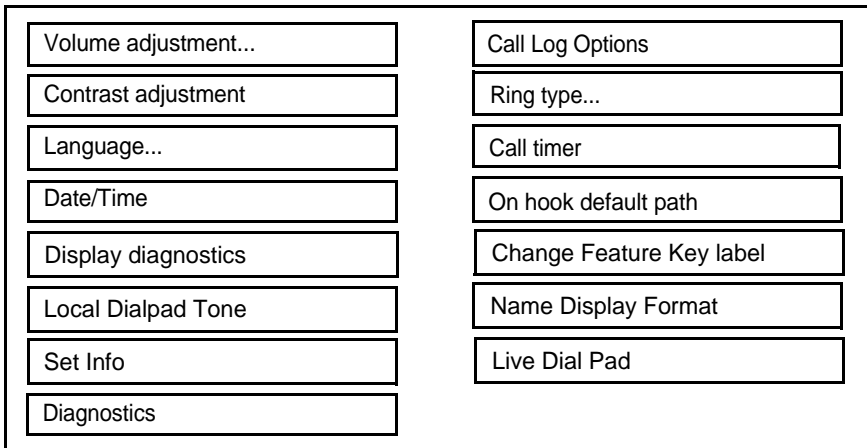 Volume adjustment...
Contrast adjustment
Language...
Date/Time
Display diagnostics
Local Dialpad Tone
Set Info
Diagnostics
Call Log Options
Ring type...
Call timer
On hook default path
Change Feature Key label
Name Display Format
Live Dial Pad